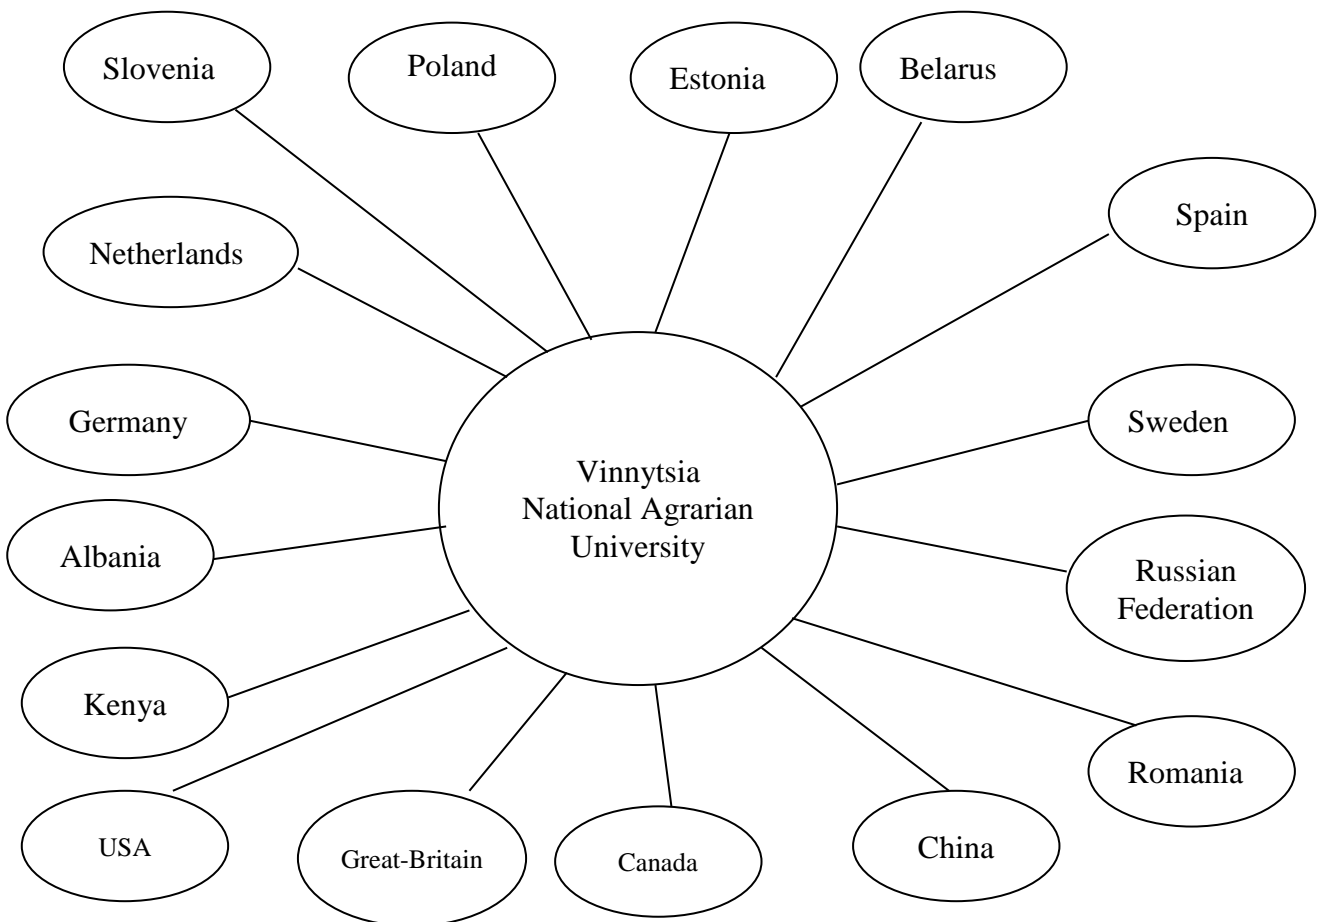 Slovenia
Poland
Estonia
Belarus
Spain
Netherlands
Germany
Sweden
Vinnytsia
National Agrarian
University
Albania
Russian
Federation
Kenya
Romania
USA
Great-Britain
Canada
China